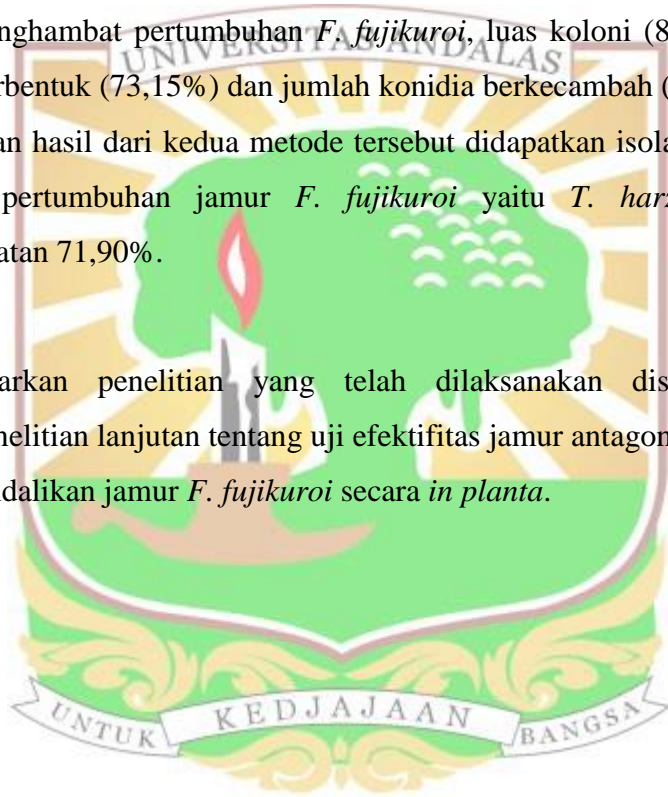 nghambat pertumbuhan F. fujikuroi, luas koloni (8
UNIVERSITAS ANDALAS
rbentuk (73,15%) dan jumlah konidia berkecambah (
an hasil dari kedua metode tersebut didapatkan isola
pertumbuhan jamur F. fujikuroi yaitu T. harz
atan 71,90%.
arkan penelitian yang telah dilaksanakan dis
nelitian lanjutan tentang uji efektifitas jamur antagon
ndalikan jamur F. fujikuroi secara in planta.
UNTUK KEDJAJAAN BANGSA